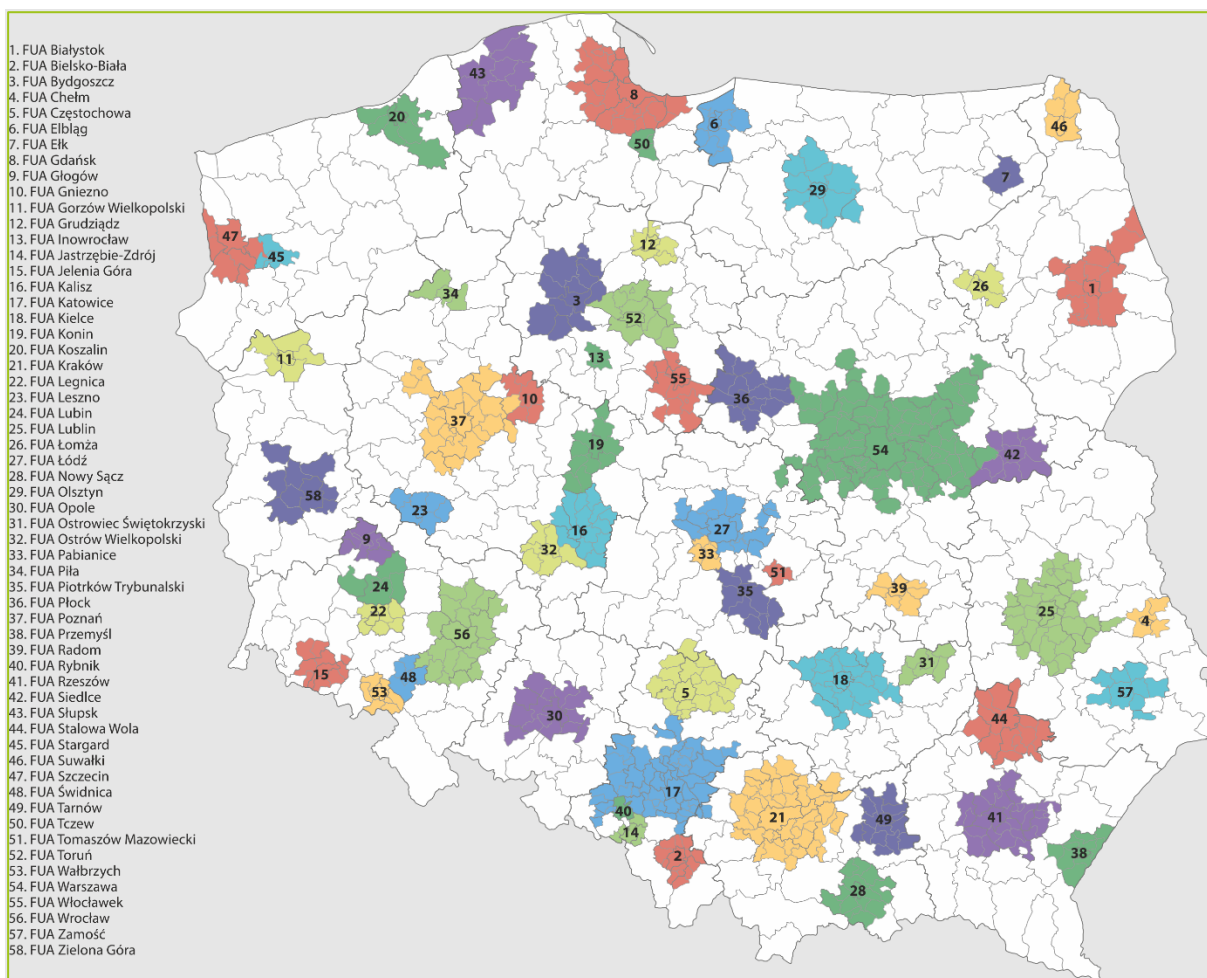 1. FUA Białystok
2. FUA Bielsko-Biała
3. FUA Bydgoszcz
4. FUA Chełm
5. FUA Częstochowa
6. FUA Elbląg
7. FUA Ełk
8. FUA Gdańsk
9. FUA Głogów
10. FUA Gniezno
11. FUA Gorzów Wielkopolski
12. FUA Grudziądz
13. FUA Inowrocław
14. FUA Jastrzębie-Zdrój
15. FUA Jelenia Góra
16. FUA Kalisz
17. FUA Katowice
18. FUA Kielce
19. FUA Konin
20. FUA Koszalin
21. FUA Kraków
22. FUA Legnica
23. FUA Leszno
24. FUA Lubin
25. FUA Lublin
26. FUA Łomża
27. FUA Łódź
28. FUA Nowy Sącz
29. FUA Olsztyn
30. FUA Opole
31. FUA Ostrowiec Świętokrzyski
32. FUA Ostrów Wielkopolski
33. FUA Pabianice
34. FUA Piła
35. FUA Piotrków Trybunalski
36. FUA Płock
37. FUA Poznań
38. FUA Przemyśl
39. FUA Radom
40. FUA Rybnik
41. FUA Rzeszów
42. FUA Siedlce
43. FUA Słupsk
44. FUA Stalowa Wola
45. FUA Stargard
46. FUA Suwałki
47. FUA Szczecin
48. FUA Świdnica
49. FUA Tarnów
50. FUA Tczew
51. FUA Tomaszów Mazowiecki
52. FUA Toruń
53. FUA Wałbrzych
54. FUA Warszawa
55. FUA Włocławek
56. FUA Wrocław
57. FUA Zamość
58. FUA Zielona Góra
43
8
20
6
46
50
7
29
47
12
45
26
1
34
3
52
11
13
55
36
10
37
19
54
42
58
23
27
16
9
32
33
51
24
35
39
22
25
4
56
15
48
31
18
53
5
57
30
44
17
40
21
49
41
14
2
38
28